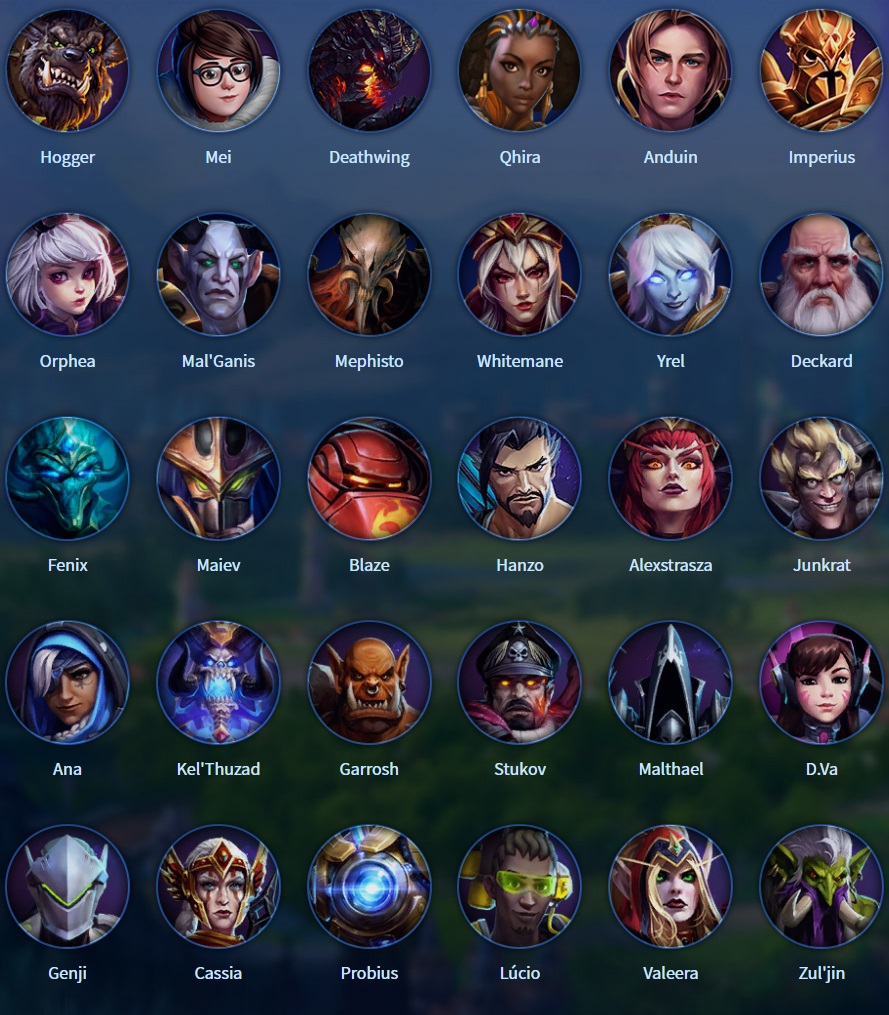 Hogger Mei Deathwing Qhira Anduin Imperius
Orphea Mal'Ganis Mephisto Whitemane Yrel Deckard
Fenix Maiev Blaze Hanzo Alexstrasza Junkrat
Ana Kel'Thuzad Garrosh Stukov Malthael D.Va
Genji Cassia Probius Lúcio Valeera Zul'jin